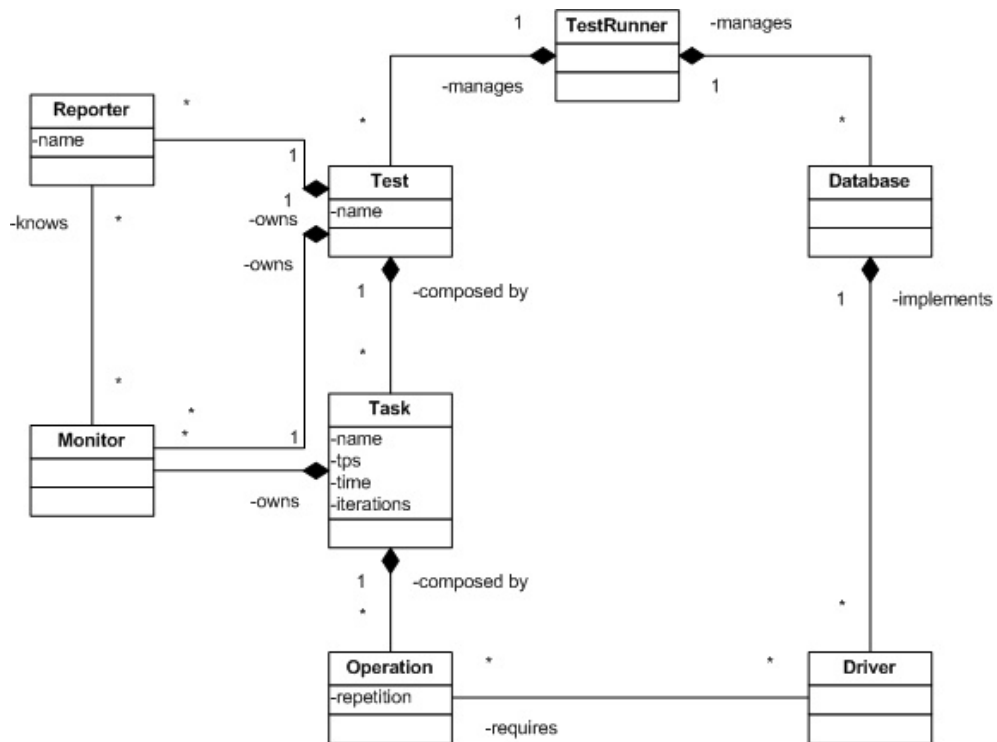 1
TestRunner
-manages
-manages
1
Reporter
*
-name
1
*
*
Test
-name
1
-owns
-owns
Database
-knows
*
1
-composed by
1
-implements
*
*
Task
-name
-tps
-time
-iterations
*
*
1
Monitor
-owns
1
-composed by
*
*
Operation
-repetition
*
*
Driver
-requires